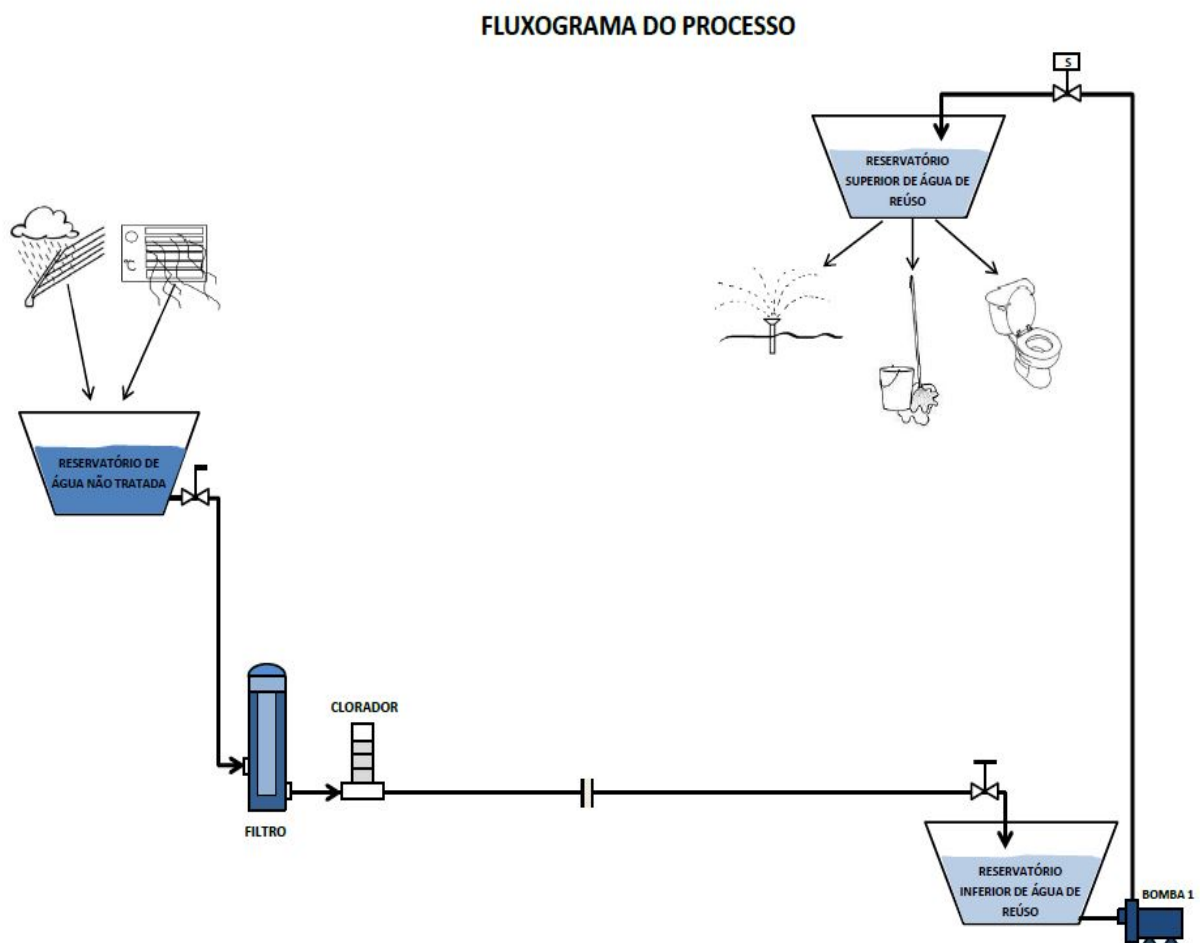 FLUXOGRAMA DO PROCESSO
S
RESERVATÓRIO
SUPERIOR DE ÁGUA DE
REÚSO
°C
RESERVATÓRIO DE
ÁGUA NÃO TRATADA
CLORADOR
FILTRO
RESERVATÓRIO
INFERIOR DE ÁGUA DE
REÚSO
BOMBA 1